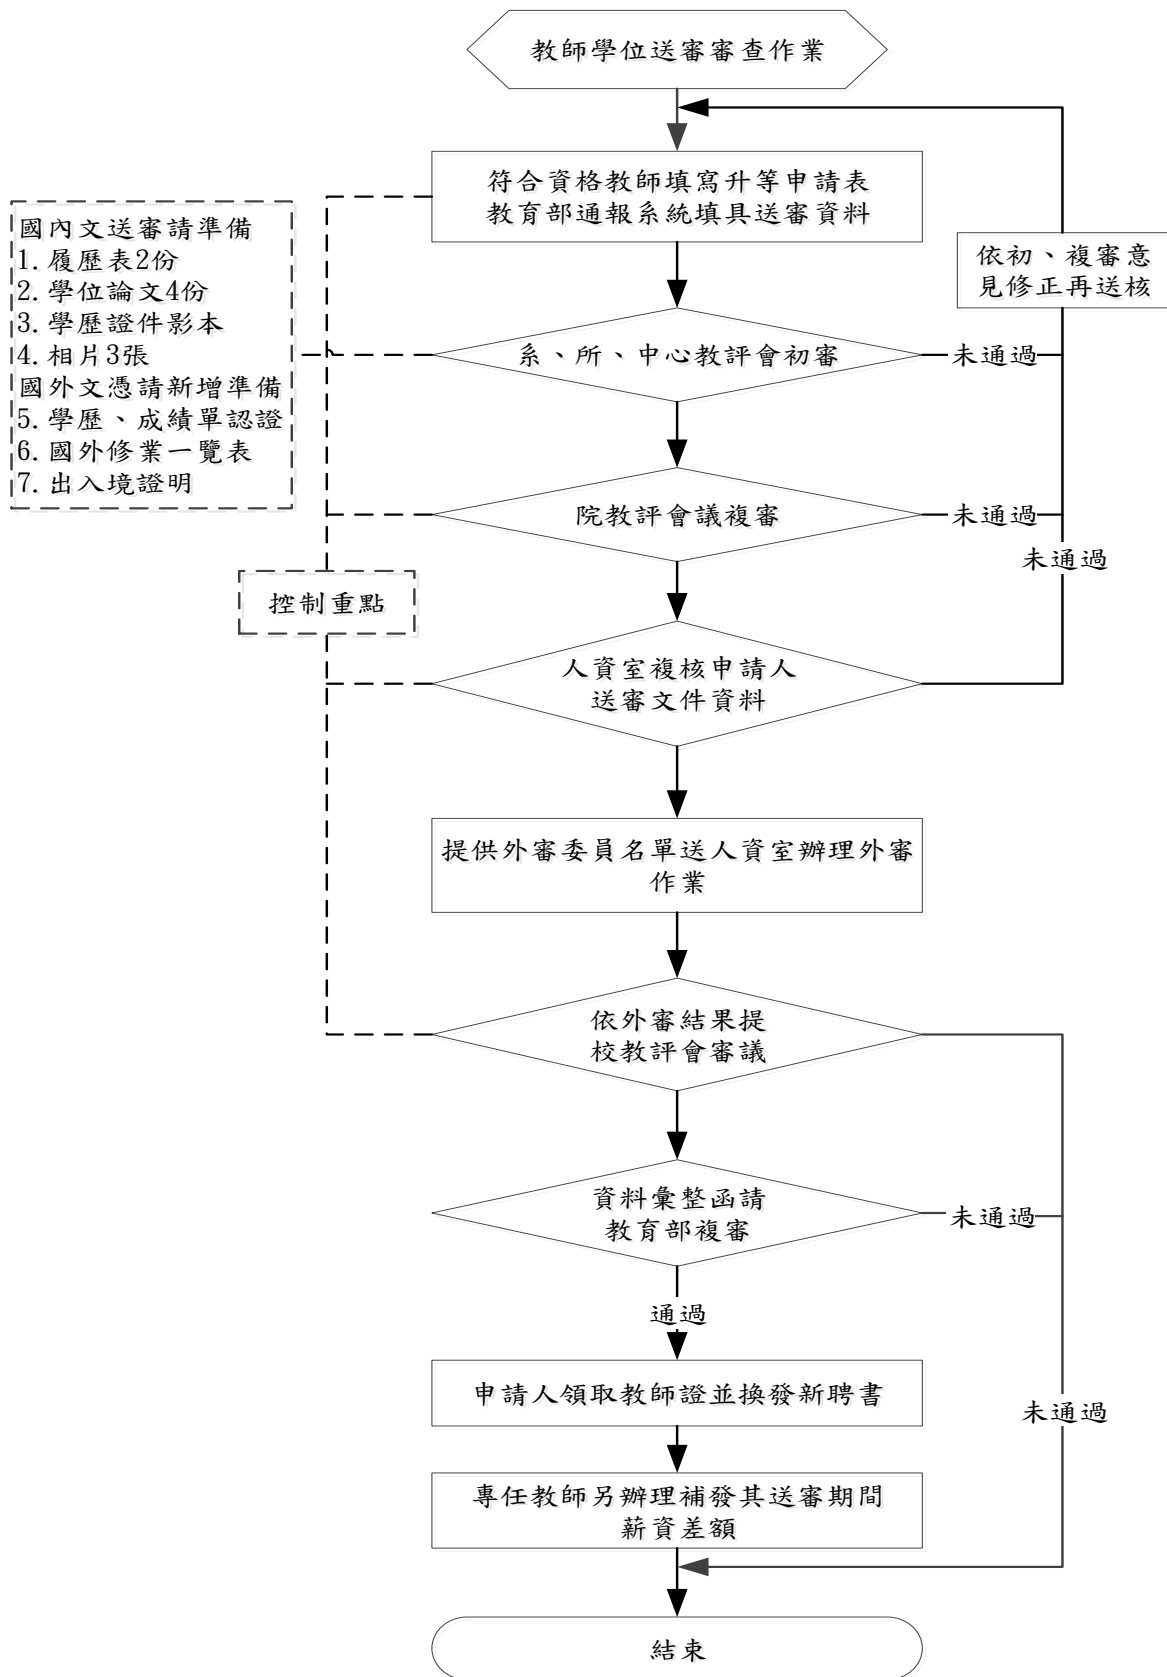 教師學位送審審查作業
符合資格教師填寫升等申請表
教育部通報系統填具送審資料
國內文送審請準備
1. 履歷表2份
2. 學位論文4份
3. 學歷證件影本
4. 相片3張
國外文憑請新增準備
5. 學歷、成績單認證
6. 國外修業一覽表
7. 出入境證明
依初、複審意
見修正再送核
系、所、中心教評會初審
未通過
院教評會議複審
未通過
未通過
控制重點
人資室複核申請人
送審文件資料
提供外審委員名單送人資室辦理外審
作業
依外審結果提
校教評會審議
資料彙整函請
教育部複審
未通過
通過
申請人領取教師證並換發新聘書
未通過
專任教師另辦理補發其送審期間
薪資差額
結束